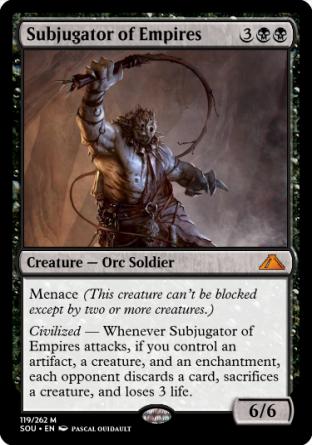 Subjugator of Empires 3
Creature — Orc Soldier
Menace (This creature can't be blocked
except by two or more creatures.)
Civilized — Whenever Subjugator of
Empires attacks, if you control an
artifact, a creature, and an enchantment,
each opponent discards a card, sacrifices
a creature, and loses 3 life.
6/6
119/262 M
SOU • EN PASCAL QUIDAULT